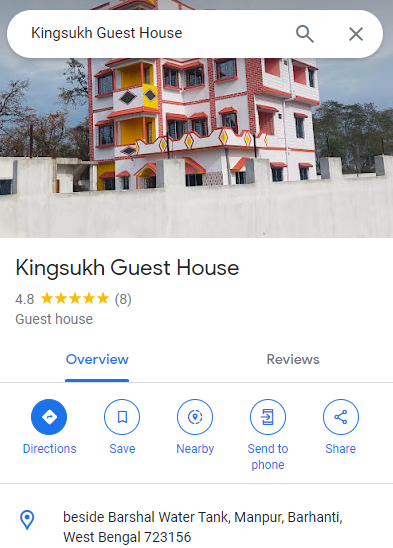 Kingsukh Guest House
Kingsukh Guest House
4.8 (8)
Guest house
Overview
Reviews
Directions
Save
Nearby
Send to
phone
Share
beside Barshal Water Tank, Manpur, Barhanti,
West Bengal 723156